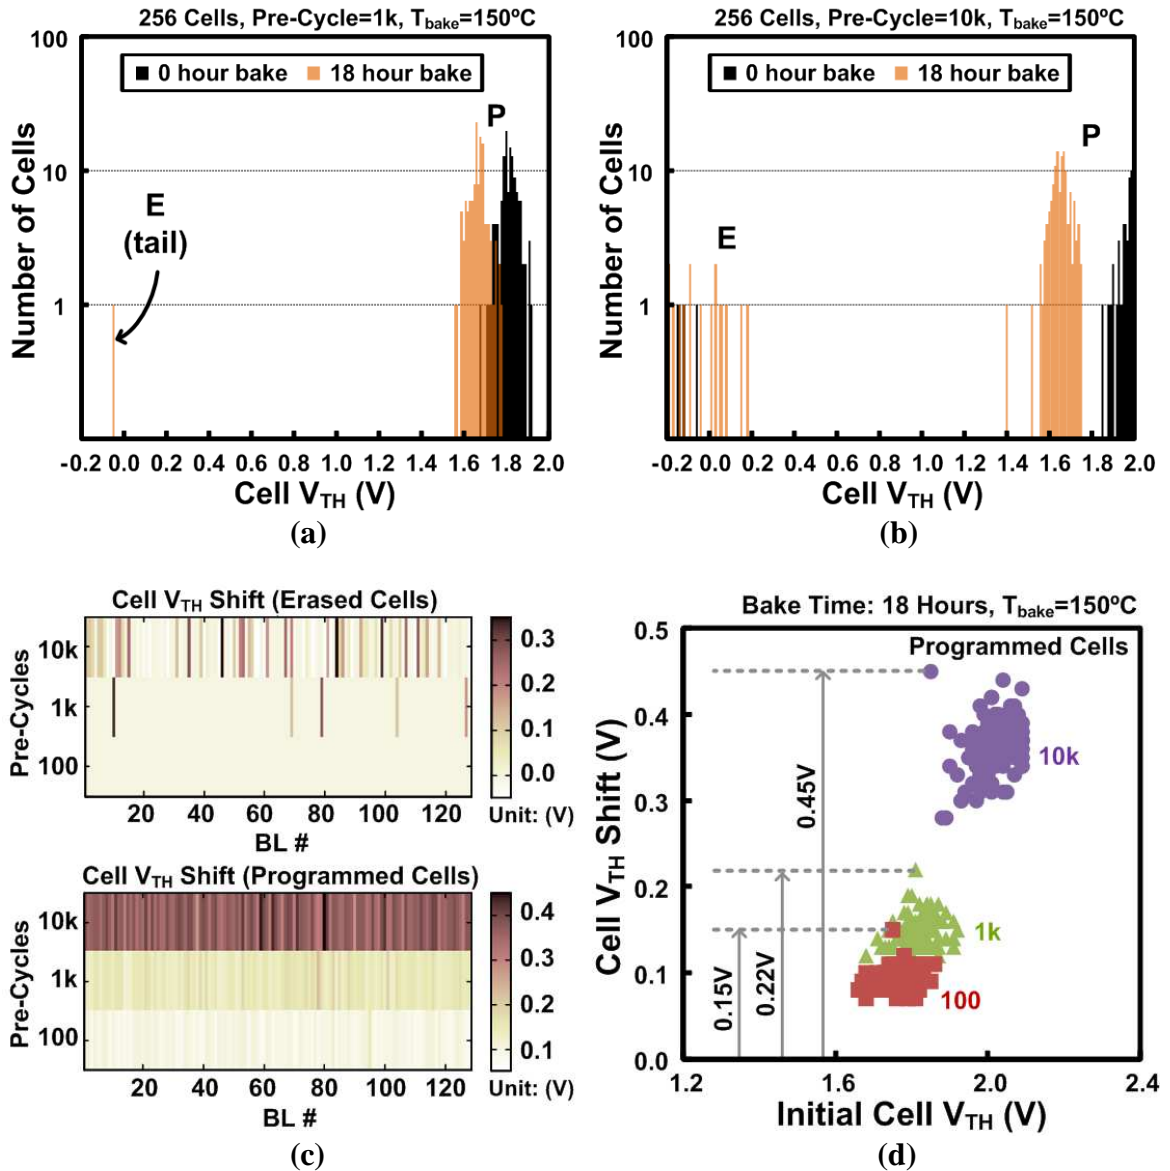 256 Cells, Pre-Cycle=1k, Tbake=150ºC
100
10
1
Number of Cells
0 hour bake
18 hour bake
P
E
(tail)
-0.2 0.0 0.2 0.4 0.6 0.8 1.0 1.2 1.4 1.6 1.8 2.0
Cell VTH (V)
(a)
256 Cells, Pre-Cycle=10k, Tbake=150ºC
100
10
1
Number of Cells
0 hour bake
18 hour bake
P
E
-0.2 0.0 0.2 0.4 0.6 0.8 1.0 1.2 1.4 1.6 1.8 2.0
Cell VTH (V)
(b)
Cell VTH Shift (Erased Cells)
Pre-Cycles
10k
1k
100
20 40 60 80 100 120
BL #
0.3
0.2
0.1
0.0
Unit: (V)
Cell VTH Shift (Programmed Cells)
Pre-Cycles
10k
1k
100
20 40 60 80 100 120
BL #
0.4
0.3
0.2
0.1
Unit: (V)
(c)
Bake Time: 18 Hours, Tbake=150ºC
Programmed Cells
0.5
0.4
0.3
0.2
0.1
0.0
Cell VTH Shift (V)
0.45V
0.22V
0.15V
10k
1k
100
1.2 1.6 2.0 2.4
Initial Cell VTH (V)
(d)